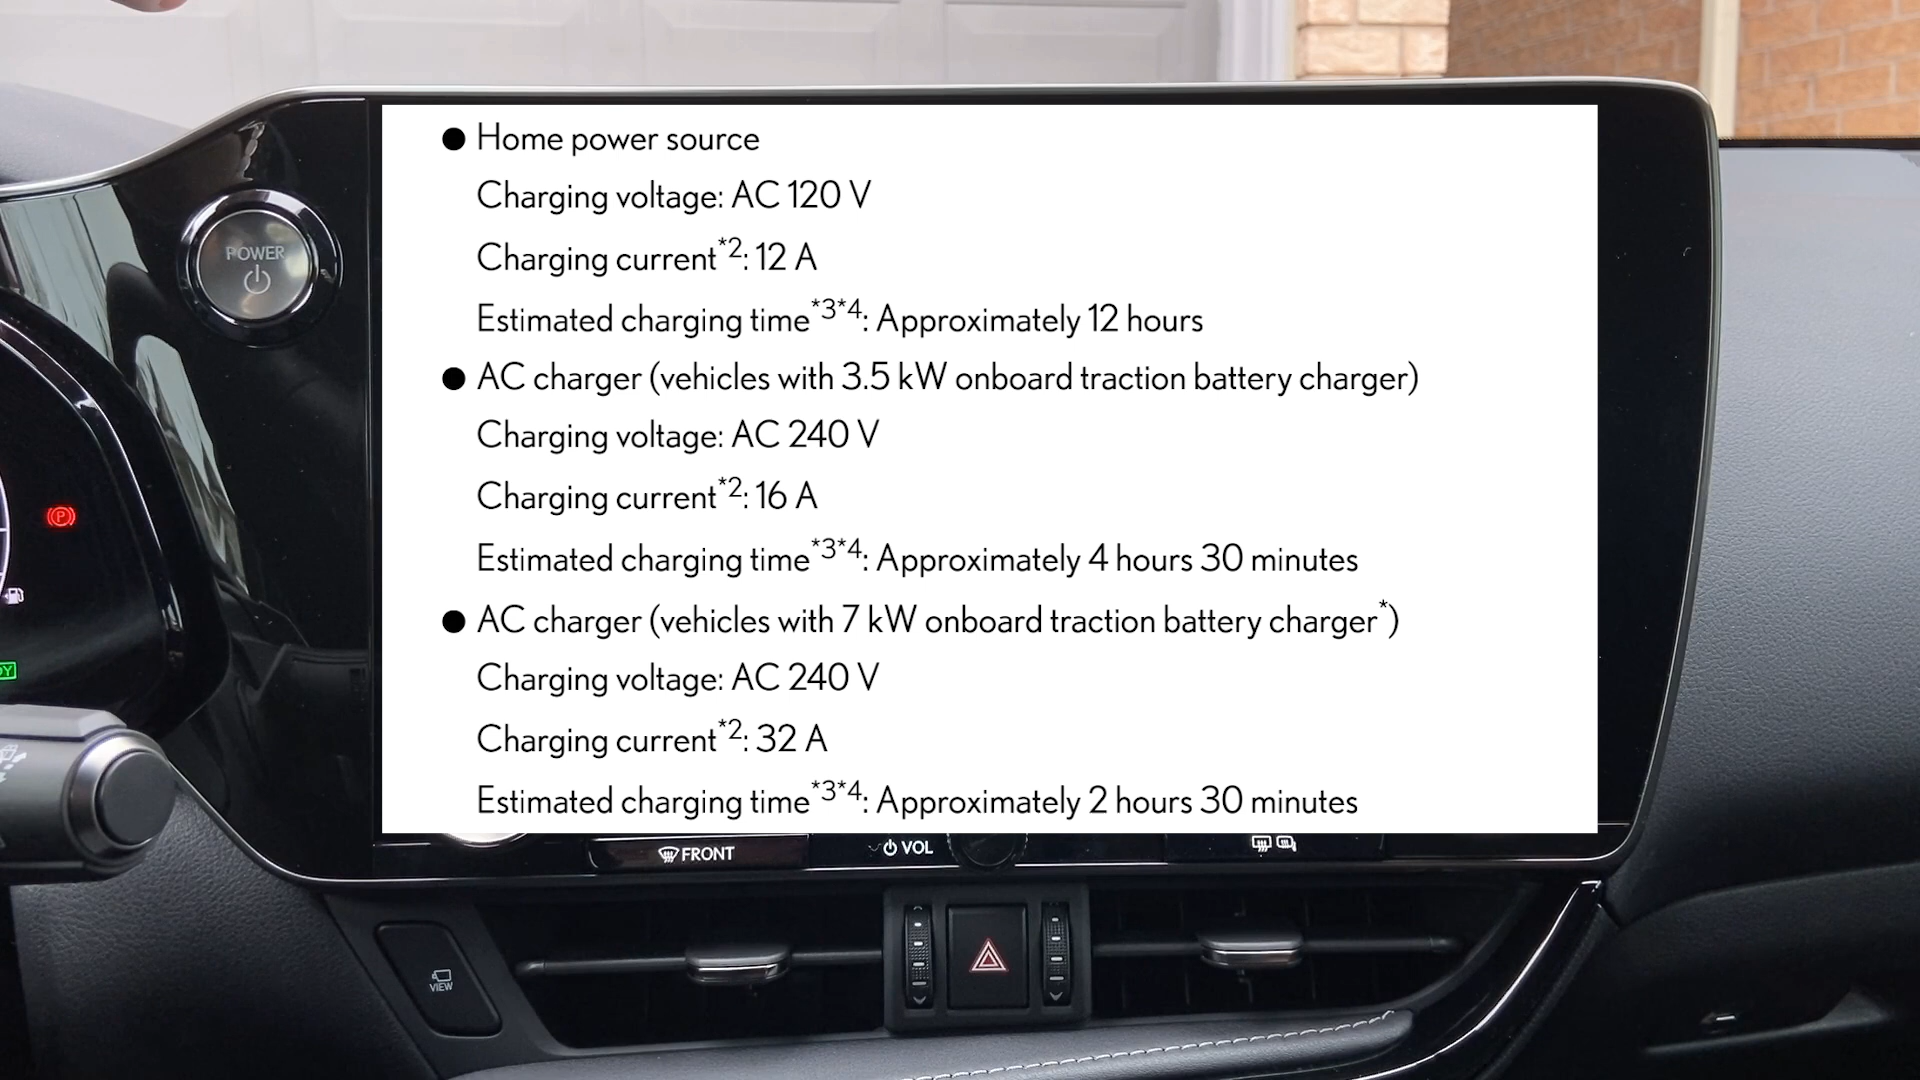 ● Home power source
Charging voltage: AC 120 V
Charging current*2: 12 A
Estimated charging time*3*4: Approximately 12 hours
● AC charger (vehicles with 3.5 kW onboard traction battery charger)
Charging voltage: AC 240 V
Charging current*2: 16 A
Estimated charging time*3*4: Approximately 4 hours 30 minutes
● AC charger (vehicles with 7 kW onboard traction battery charger*)
Charging voltage: AC 240 V
Charging current*2: 32 A
Estimated charging time*3*4: Approximately 2 hours 30 minutes
POWER
P
FRONT
VOL
VIEW